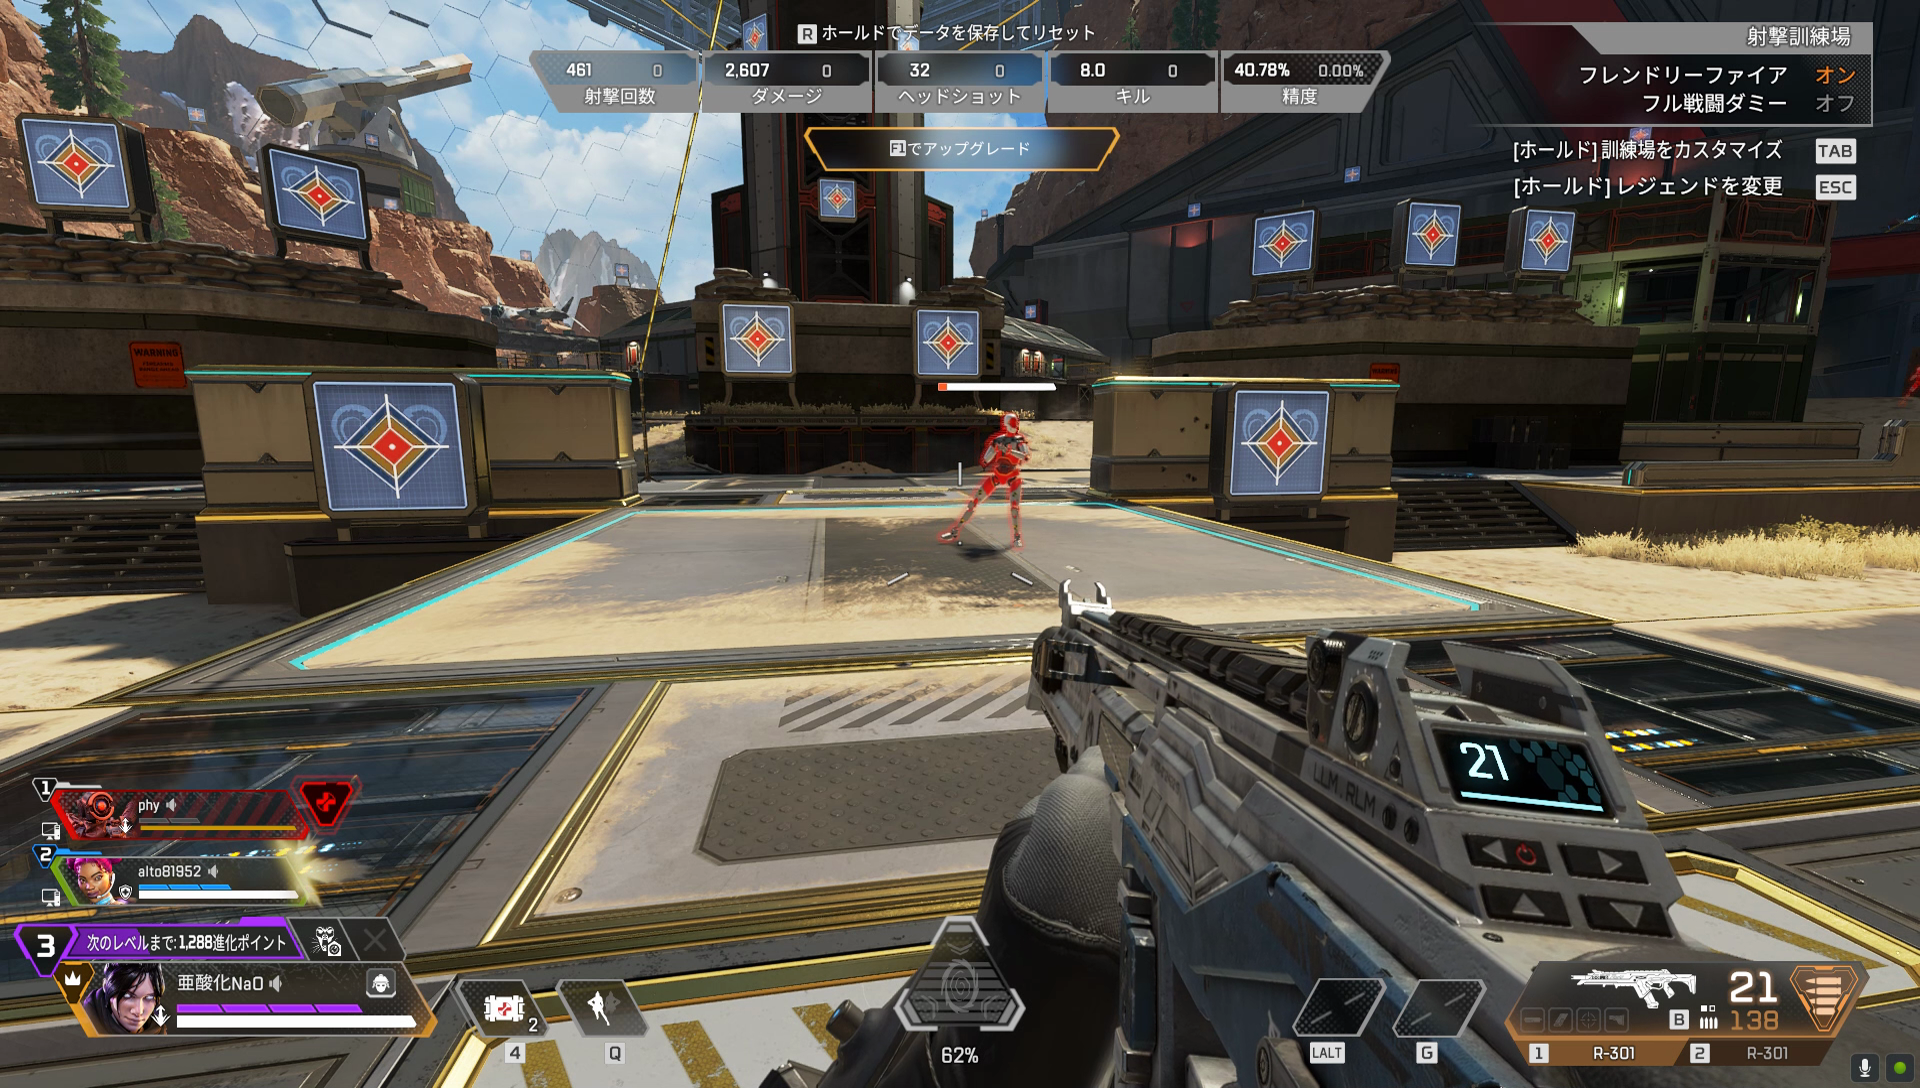 R ホールドでデータを保存してリセット
461 0 2,607 0 32 0 8.0 0 40.78% 0.00%
射撃回数 ダメージ ヘッドショット キル 精度
F1 でアップグレード
射撃訓練場
フレンドリーファイア オン
フル戦闘ダミー オフ
[ホールド] 訓練場をカスタマイズ TAB
[ホールド] レジェンドを変更 ESC
WARNING
WARNING
21
LLM.RLM
1 phy
2 alto81952
3 次のレベルまで:1,288進化ポイント
亜酸化NaO
2
4 Q
62%
LALT G
21
B 138
1 R-301 2 R-301